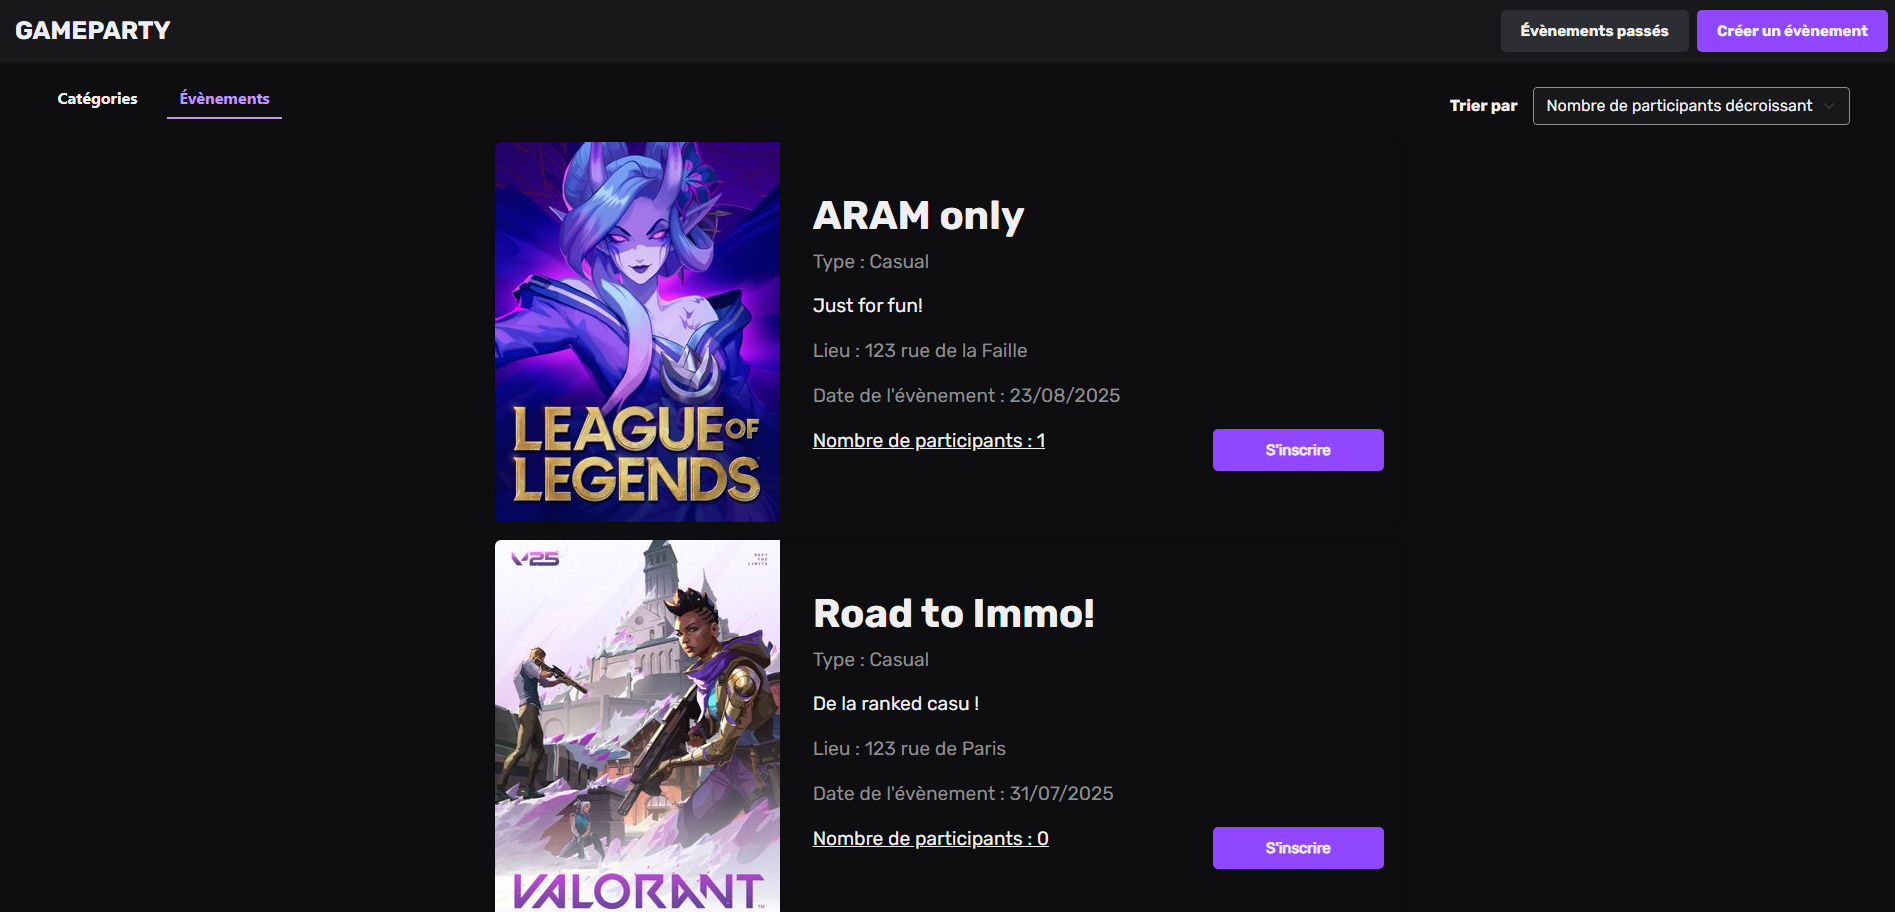 GAMEPARTY
Évènements passés
Créer un évènement
Catégories
Évènements
Trier par
Nombre de participants décroissant
LEAGUE OF
LEGENDS
ARAM only
Type : Casual
Just for fun!
Lieu : 123 rue de la Faille
Date de l'évènement : 23/08/2025
Nombre de participants : 1
S'inscrire
V25
DEFY
THE
LIMITS
VALORANT
Road to Immo!
Type : Casual
De la ranked casu !
Lieu : 123 rue de Paris
Date de l'évènement : 31/07/2025
Nombre de participants : 0
S'inscrire